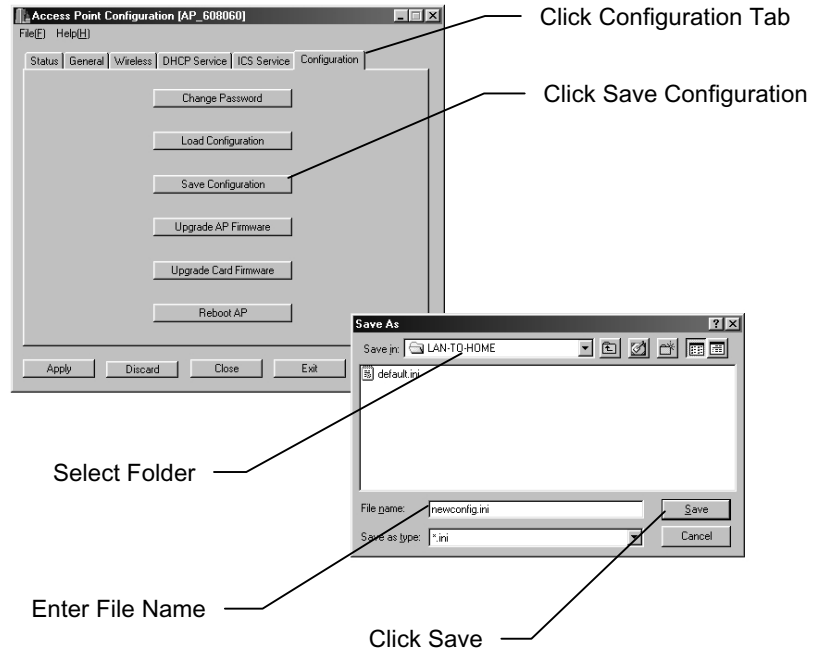 Access Point Configuration [AP_608060]
File(F) Help(H)
Status General Wireless DHCP Service ICS Service Configuration
Change Password
Load Configuration
Save Configuration
Upgrade AP Firmware
Upgrade Card Firmware
Reboot AP
Apply Discard Close Exit
Click Configuration Tab
Click Save Configuration
Save As
Save in: LAN-TO-HOME
default.ini
File name: newconfig.ini Save
Save as type: *.ini Cancel
Select Folder
Enter File Name
Click Save